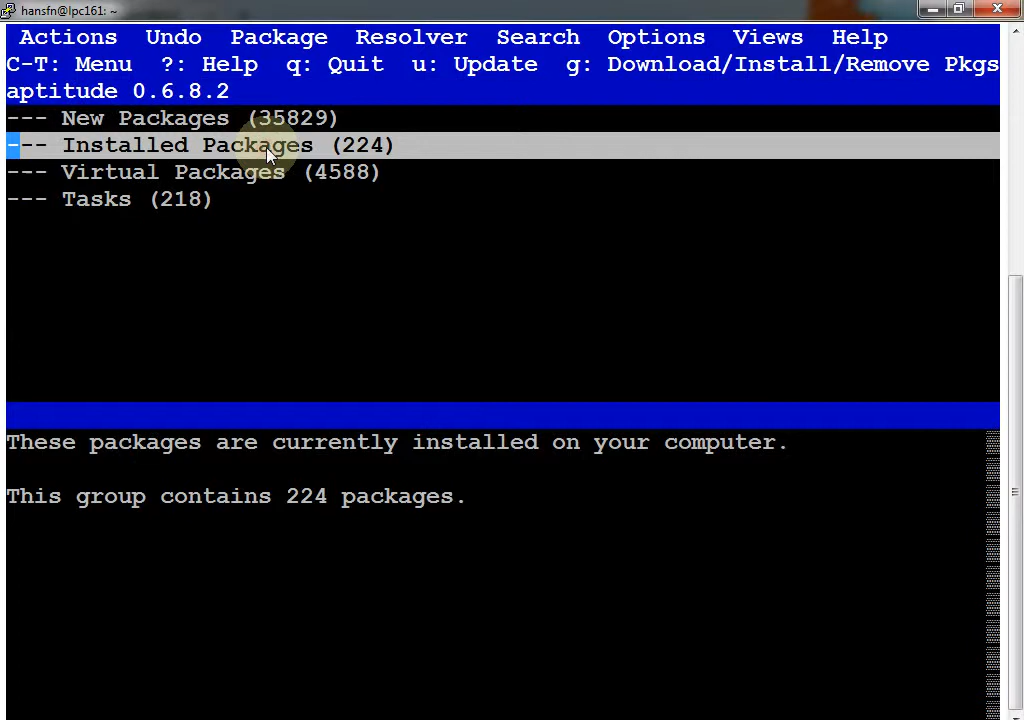 hansfn@lpc161: ~
Actions Undo Package Resolver Search Options Views Help
C-T: Menu ?: Help q: Quit u: Update g: Download/Install/Remove Pkgs
aptitude 0.6.8.2
--- New Packages (35829)
--- Installed Packages (224)
--- Virtual Packages (4588)
--- Tasks (218)
These packages are currently installed on your computer.
This group contains 224 packages.